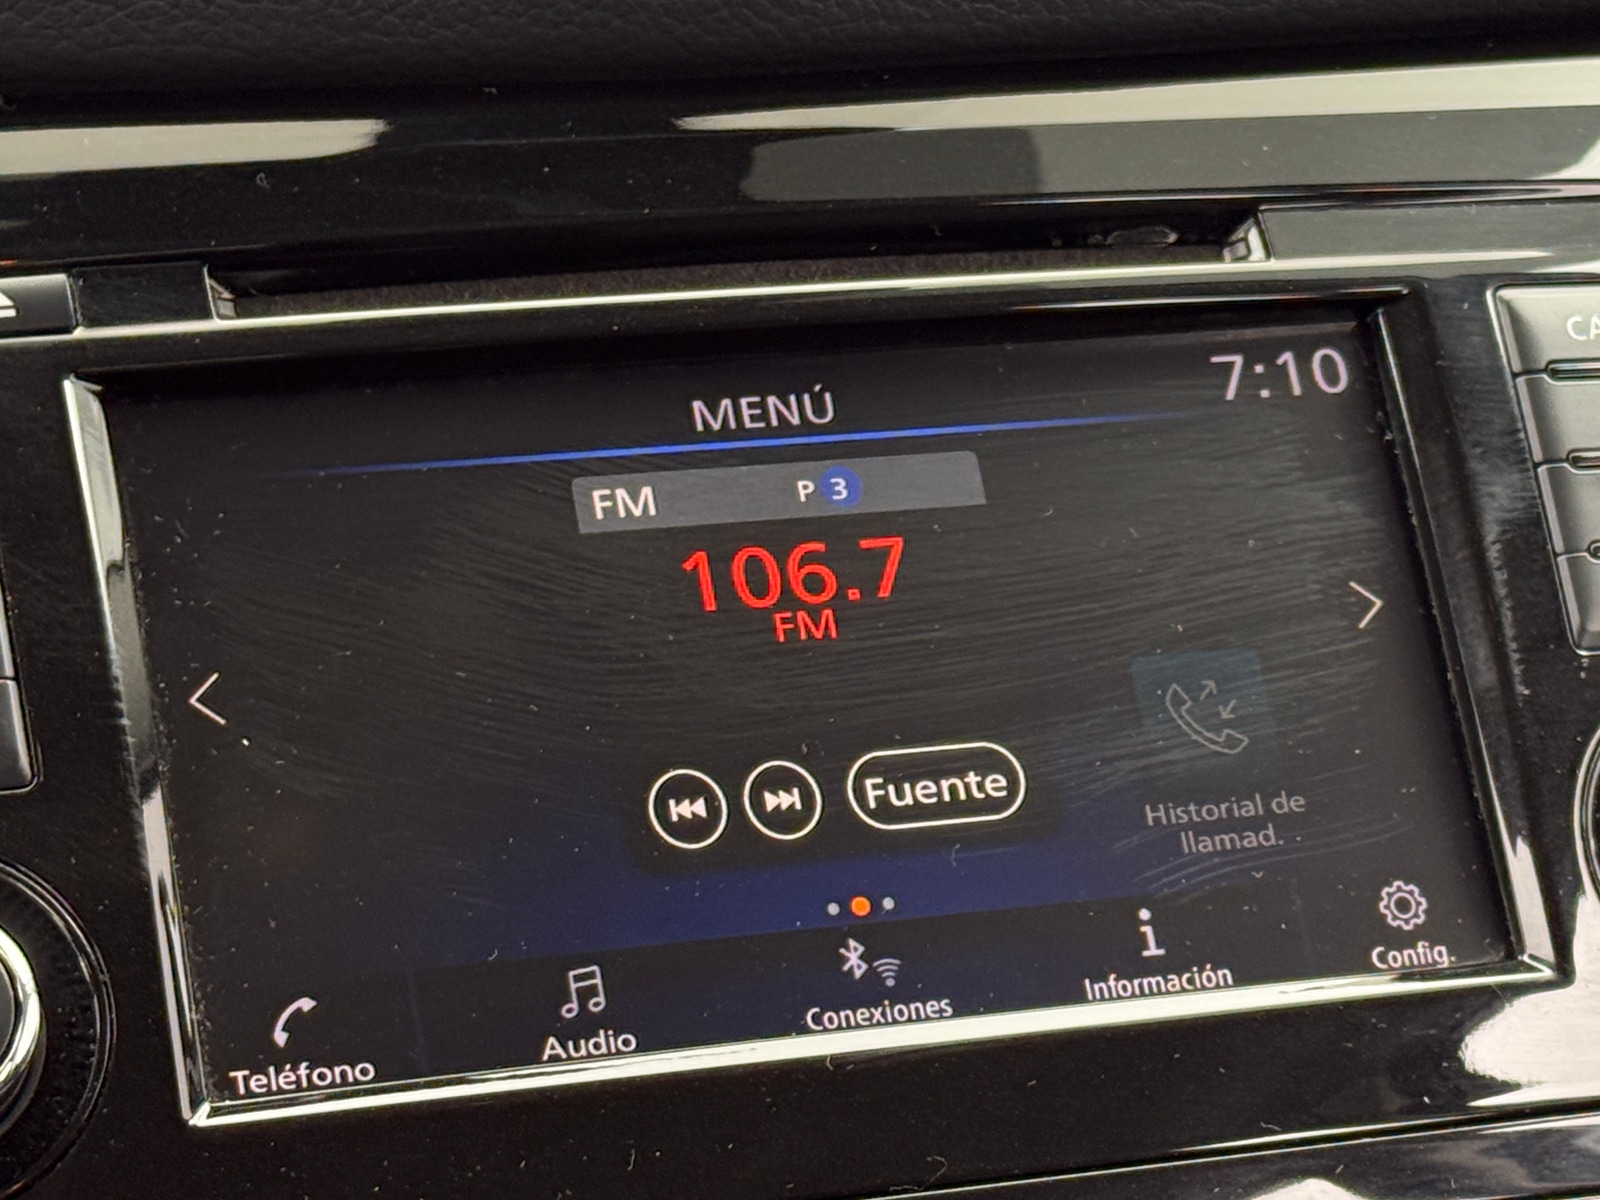 7:10
MENÚ
FM P 3
106.7
FM
Fuente
Historial de
llamad.
Teléfono
Audio
Conexiones
Información
Config.